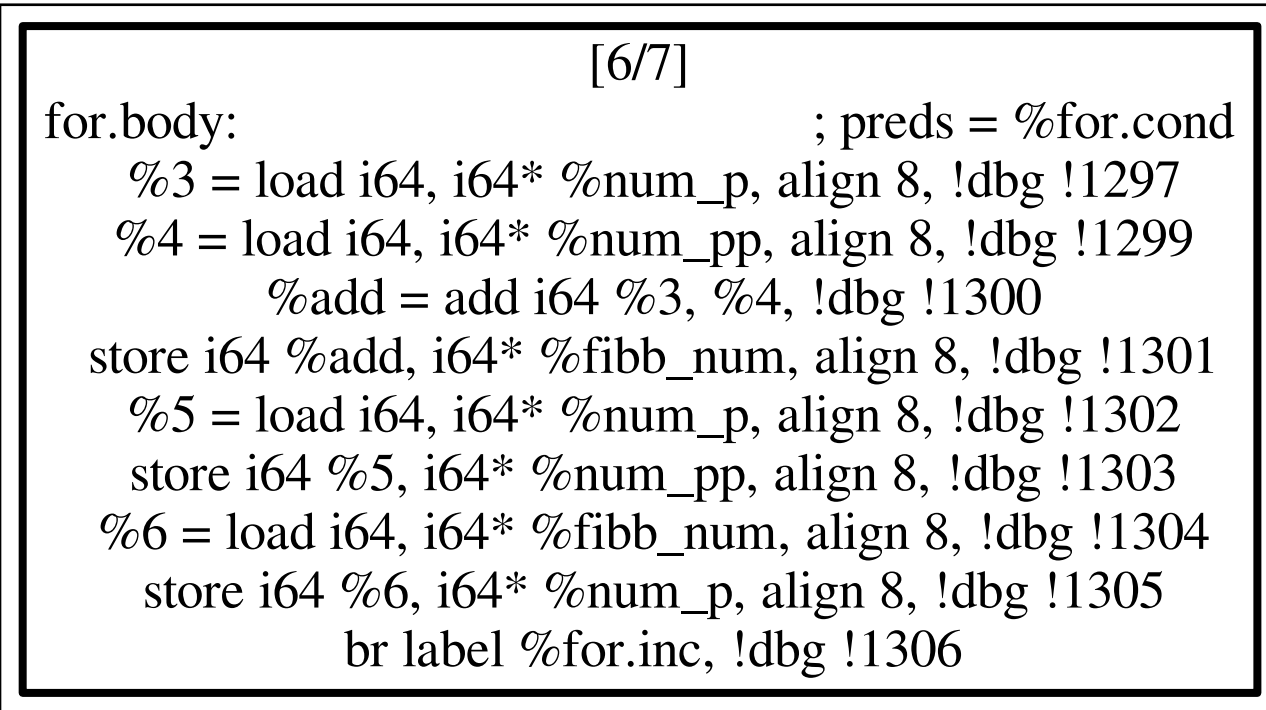 [6/7]
for.body: ; preds = %for.cond
%3 = load i64, i64* %num_p, align 8, !dbg !1297
%4 = load i64, i64* %num_pp, align 8, !dbg !1299
%add = add i64 %3, %4, !dbg !1300
store i64 %add, i64* %fibb_num, align 8, !dbg !1301
%5 = load i64, i64* %num_p, align 8, !dbg !1302
store i64 %5, i64* %num_pp, align 8, !dbg !1303
%6 = load i64, i64* %fibb_num, align 8, !dbg !1304
store i64 %6, i64* %num_p, align 8, !dbg !1305
br label %for.inc, !dbg !1306